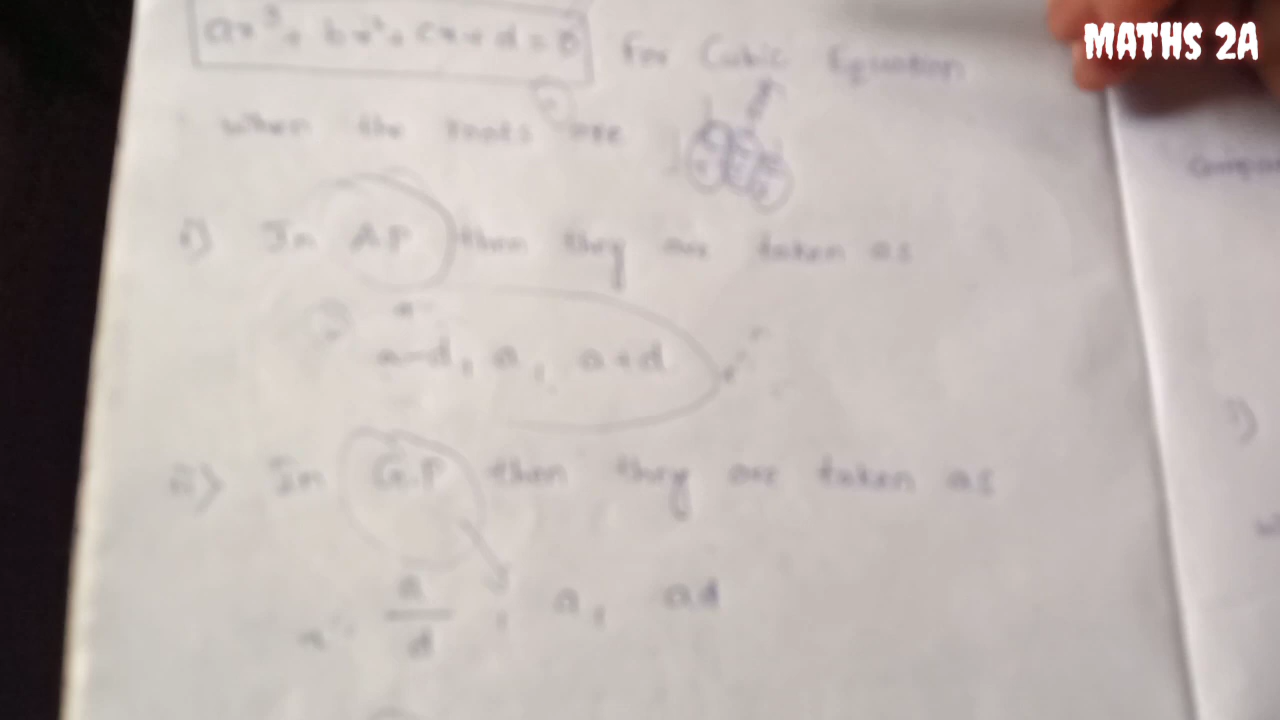 MATHS 2A
ax³ + bx² + cx + d = 0 For Cubic Equation
when the roots are
i) In AP then they are taken as
a-d, a, a+d
ii) In G.P then they are taken as
a/d, a, ad
i)